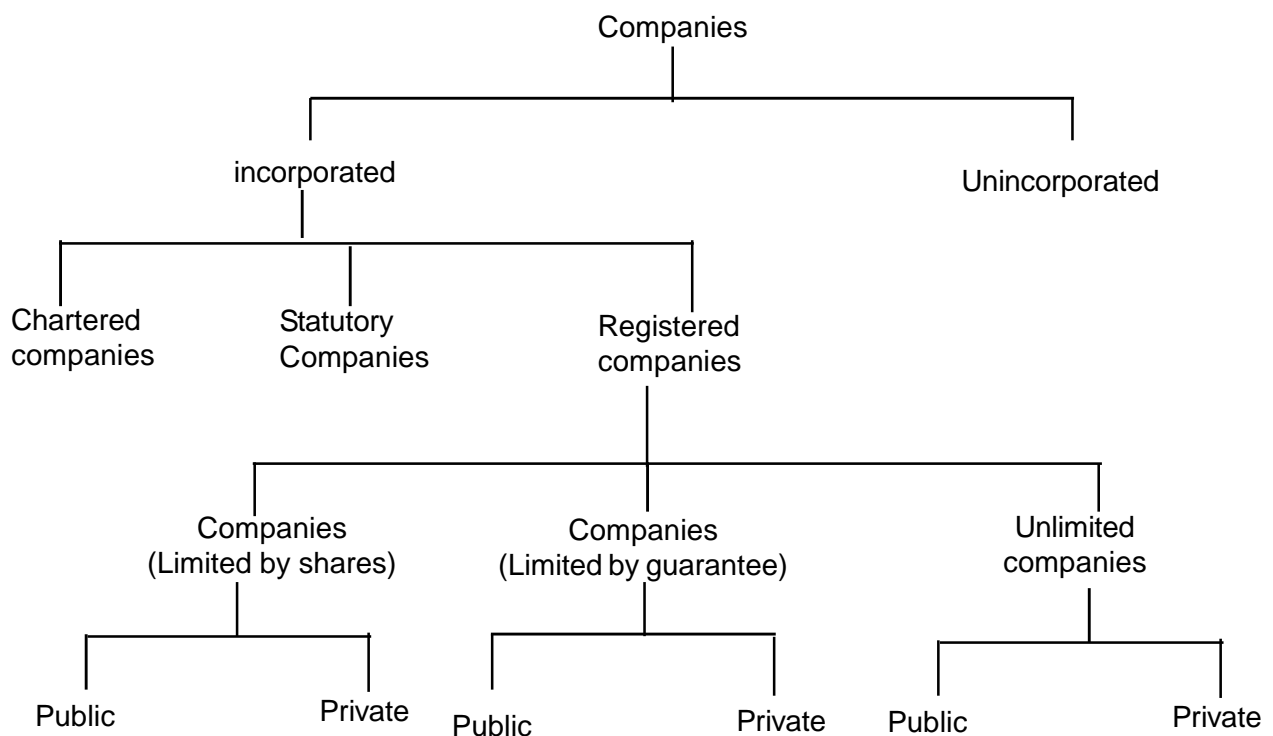 Companies
incorporated
Unincorporated
Chartered
companies
Statutory
Companies
Registered
companies
Companies
(Limited by shares)
Companies
(Limited by guarantee)
Unlimited
companies
Public
Private
Public
Private
Public
Private